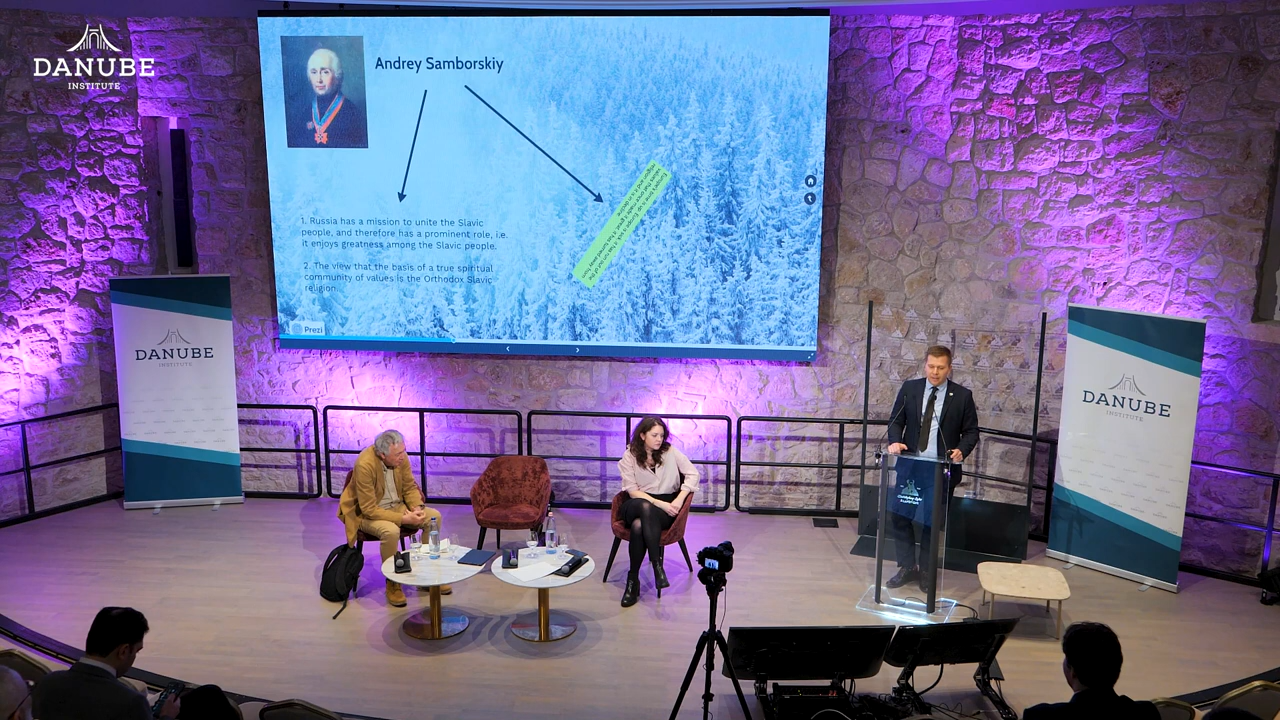 DANUBE
INSTITUTE
Andrey Samborskiy
1. Russia has a mission to unite the Slavic
people, and therefore has a prominent role, i.e.
it enjoys greatness among the Slavic people.
2. The view that the basis of a true spiritual
community of values is the Orthodox Slavic
religion.
Prezi
DANUBE
INSTITUTE
DANUBE
INSTITUTE